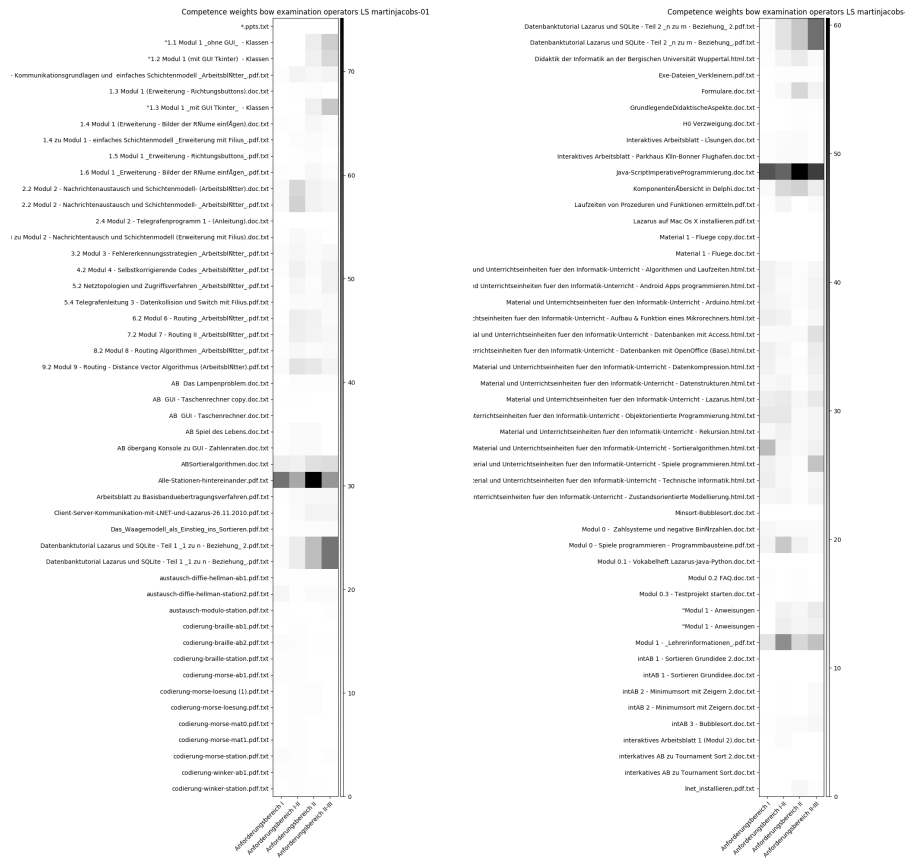 Competence weights bow examination operators LS martinjacobs-01
*.ppts.txt
"1.1 Modul 1 _ohne GUI_ - Klassen
"1.2 Modul 1 (mit GUI Tkinter) - Klassen
- Kommunikationsgrundlagen und einfaches Schichtenmodell _Arbeitsbl tter_.pdf.txt
1.3 Modul 1 (Erweiterung - Richtungsbuttons).doc.txt
"1.3 Modul 1 _mit GUI Tkinter_ - Klassen
1.4 Modul 1 (Erweiterung - Bilder der R ume einf gen).doc.txt
1.4 zu Modul 1 - einfaches Schichtenmodell _Erweiterung mit Filius_.pdf.txt
1.5 Modul 1 _Erweiterung - Richtungsbuttons_.pdf.txt
1.6 Modul 1 _Erweiterung - Bilder der R ume einf gen_.pdf.txt
2.2 Modul 2 - Nachrichtenaustausch und Schichtenmodell- (Arbeitsbl tter).doc.txt
2.2 Modul 2 - Nachrichtenaustausch und Schichtenmodell- _Arbeitsbl tter_.pdf.txt
2.4 Modul 2 - Telegrafenprogramm 1 - (Anleitung).doc.txt
zu Modul 2 - Nachrichtentausch und Schichtenmodell (Erweiterung mit Filius).doc.txt
3.2 Modul 3 - Fehlererkennungsstrategien _Arbeitsbl tter_.pdf.txt
4.2 Modul 4 - Selbstkorrigierende Codes _Arbeitsbl tter_.pdf.txt
5.2 Netztopologien und Zugriffsverfahren _Arbeitsbl tter_.pdf.txt
5.4 Telegrafenleitung 3 - Datenkollision und Switch mit Filius.pdf.txt
6.2 Modul 6 - Routing _Arbeitsbl tter_.pdf.txt
7.2 Modul 7 - Routing II _Arbeitsbl tter_.pdf.txt
8.2 Modul 8 - Routing Algorithmen _Arbeitsbl tter_.pdf.txt
9.2 Modul 9 - Routing - Distance Vector Algorithmus (Arbeitsbl tter).pdf.txt
AB Das Lampenproblem.doc.txt
AB GUI - Taschenrechner copy.doc.txt
AB GUI - Taschenrechner.doc.txt
AB Spiel des Lebens.doc.txt
AB öbergang Konsole zu GUI - Zahlenraten.doc.txt
ABSortieralgorithmen.doc.txt
Alle-Stationen-hintereinander.pdf.txt
Arbeitsblatt zu Basisbanduebertragungsverfahren.pdf.txt
Client-Server-Kommunikation-mit-LNET-und-Lazarus-26.11.2010.pdf.txt
Das_Waagemodell_als_Einstieg_ins_Sortieren.pdf.txt
Datenbanktutorial Lazarus und SQLite - Teil 1 _1 zu n - Beziehung_ 2.pdf.txt
Datenbanktutorial Lazarus und SQLite - Teil 1 _1 zu n - Beziehung_.pdf.txt
austausch-diffie-hellman-ab1.pdf.txt
austausch-diffie-hellman-station2.pdf.txt
austausch-modulo-station.pdf.txt
codierung-braille-ab1.pdf.txt
codierung-braille-ab2.pdf.txt
codierung-braille-station.pdf.txt
codierung-morse-ab1.pdf.txt
codierung-morse-loesung (1).pdf.txt
codierung-morse-loesung.pdf.txt
codierung-morse-mat0.pdf.txt
codierung-morse-mat1.pdf.txt
codierung-morse-station.pdf.txt
codierung-winker-ab1.pdf.txt
codierung-winker-station.pdf.txt
Anforderungsbereich I
Anforderungsbereich I-II
Anforderungsbereich II
Anforderungsbereich II-III
70
60
50
40
30
20
10
0
Competence weights bow examination operators LS martinjacobs-
Datenbanktutorial Lazarus und SQLite - Teil 2 _n zu m - Beziehung_ 2.pdf.txt
Datenbanktutorial Lazarus und SQLite - Teil 2 _n zu m - Beziehung_.pdf.txt
Didaktik der Informatik an der Bergischen Universität Wuppertal.html.txt
Exe-Dateien_Verkleinern.pdf.txt
Formulare.doc.txt
GrundlegendeDidaktischeAspekte.doc.txt
Hö Verzweigung.doc.txt
Interaktives Arbeitsblatt - L sungen.doc.txt
Interaktives Arbeitsblatt - Parkhaus K ln-Bonner Flughafen.doc.txt
Java-ScriptImperativeProgrammierung.doc.txt
Komponenten bersicht in Delphi.doc.txt
Laufzeiten von Prozeduren und Funktionen ermitteln.pdf.txt
Lazarus auf Mac Os X installieren.pdf.txt
Material 1 - Fluege copy.doc.txt
Material 1 - Fluege.doc.txt
und Unterrichtseinheiten fuer den Informatik-Unterricht - Algorithmen und Laufzeiten.html.txt
d Unterrichtseinheiten fuer den Informatik-Unterricht - Android Apps programmieren.html.txt
Material und Unterrichtseinheiten fuer den Informatik-Unterricht - Arduino.html.txt
chtseinheiten fuer den Informatik-Unterricht - Aufbau & Funktion eines Mikrorechners.html.txt
ial und Unterrichtseinheiten fuer den Informatik-Unterricht - Datenbanken mit Access.html.txt
rrichtseinheiten fuer den Informatik-Unterricht - Datenbanken mit OpenOffice (Base).html.txt
Material und Unterrichtseinheiten fuer den Informatik-Unterricht - Datenkompression.html.txt
Material und Unterrichtseinheiten fuer den Informatik-Unterricht - Datenstrukturen.html.txt
Material und Unterrichtseinheiten fuer den Informatik-Unterricht - Lazarus.html.txt
terrichtseinheiten fuer den Informatik-Unterricht - Objektorientierte Programmierung.html.txt
Material und Unterrichtseinheiten fuer den Informatik-Unterricht - Rekursion.html.txt
Material und Unterrichtseinheiten fuer den Informatik-Unterricht - Sortieralgorithmen.html.txt
erial und Unterrichtseinheiten fuer den Informatik-Unterricht - Spiele programmieren.html.txt
erial und Unterrichtseinheiten fuer den Informatik-Unterricht - Technische Informatik.html.txt
nterrichtseinheiten fuer den Informatik-Unterricht - Zustandsorientierte Modellierung.html.txt
Minsort-Bubblesort.doc.txt
Modul 0 - Zahlsysteme und negative Bin rzahlen.doc.txt
Modul 0 - Spiele programmieren - Programmbausteine.pdf.txt
Modul 0.1 - Vokabelheft Lazarus-Java-Python.doc.txt
Modul 0.2 FAQ.doc.txt
Modul 0.3 - Testprojekt starten.doc.txt
"Modul 1 - Anweisungen
"Modul 1 - Anweisungen
Modul 1 - _Lehrerinformationen_.pdf.txt
intAB 1 - Sortieren Grundidee 2.doc.txt
intAB 1 - Sortieren Grundidee.doc.txt
intAB 2 - Minimumsort mit Zeigern 2.doc.txt
intAB 2 - Minimumsort mit Zeigern.doc.txt
intAB 3 - Bubblesort.doc.txt
interaktives Arbeitsblatt 1 (Modul 2).doc.txt
interkatives AB zu Tournament Sort 2.doc.txt
interkatives AB zu Tournament Sort.doc.txt
lnet_installieren.pdf.txt
Anforderungsbereich I
Anforderungsbereich I-II
Anforderungsbereich II
Anforderungsbereich II-III
60
50
40
30
20
10
0